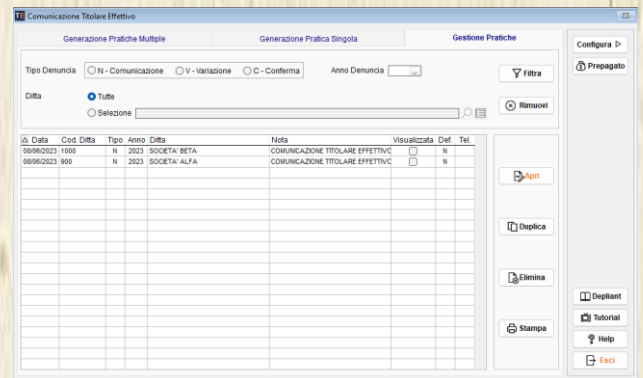 TE Comunicazione Titolare Effettivo
Generazione Pratiche Multiple Generazione Pratica Singola Gestione Pratiche
Configura
Prepagato
Tipo Denuncia N - Comunicazione V - Variazione C - Conferma Anno Denuncia
Filtra
Ditta Tutte
Selezione
Rimuovi
Data Cod. Ditta Tipo Anno Ditta Nota Visualizzata Def. Tel.
08/06/2023 1000 N 2023 SOCIETA' BETA COMUNICAZIONE TITOLARE EFFETTIVO N
08/06/2023 900 N 2023 SOCIETA' ALFA COMUNICAZIONE TITOLARE EFFETTIVO N
Apri
Duplica
Elimina
Stampa
Depliant
Tutorial
Help
Esci